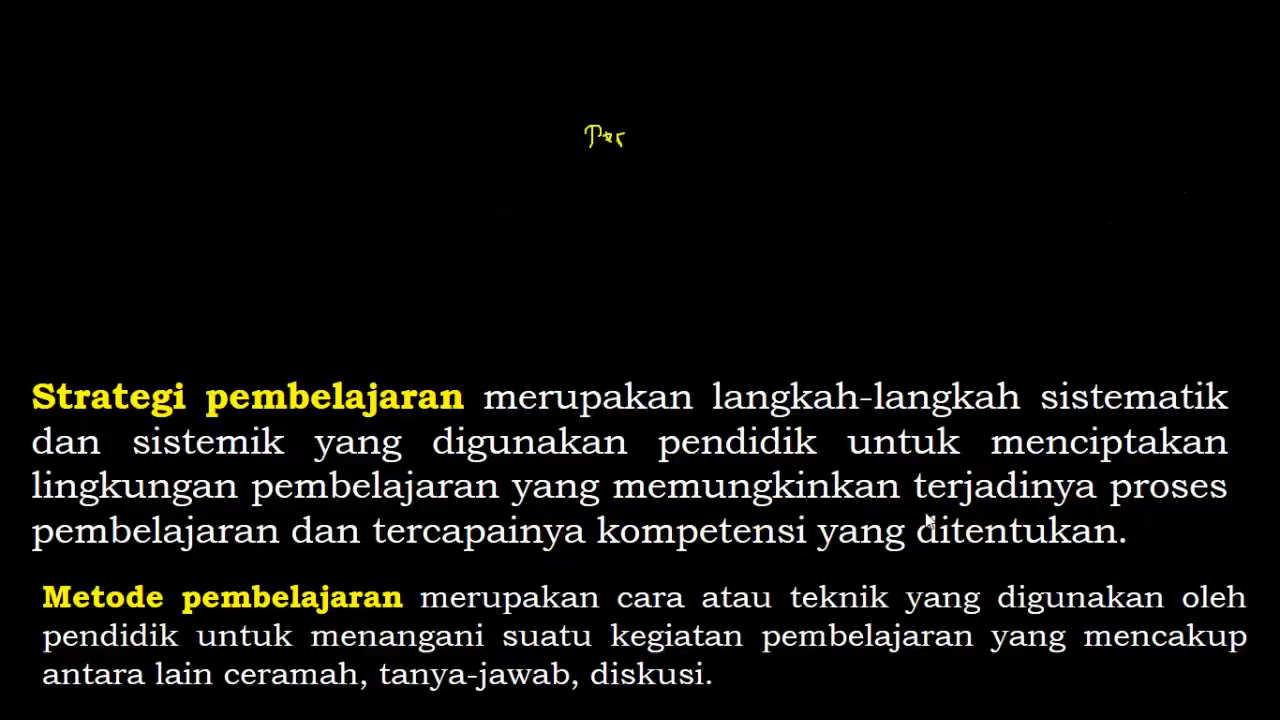 Per
Strategi pembelajaran merupakan langkah-langkah sistematik
dan sistemik yang digunakan pendidik untuk menciptakan
lingkungan pembelajaran yang memungkinkan terjadinya proses
pembelajaran dan tercapainya kompetensi yang ditentukan.
Metode pembelajaran merupakan cara atau teknik yang digunakan oleh
pendidik untuk menangani suatu kegiatan pembelajaran yang mencakup
antara lain ceramah, tanya-jawab, diskusi.